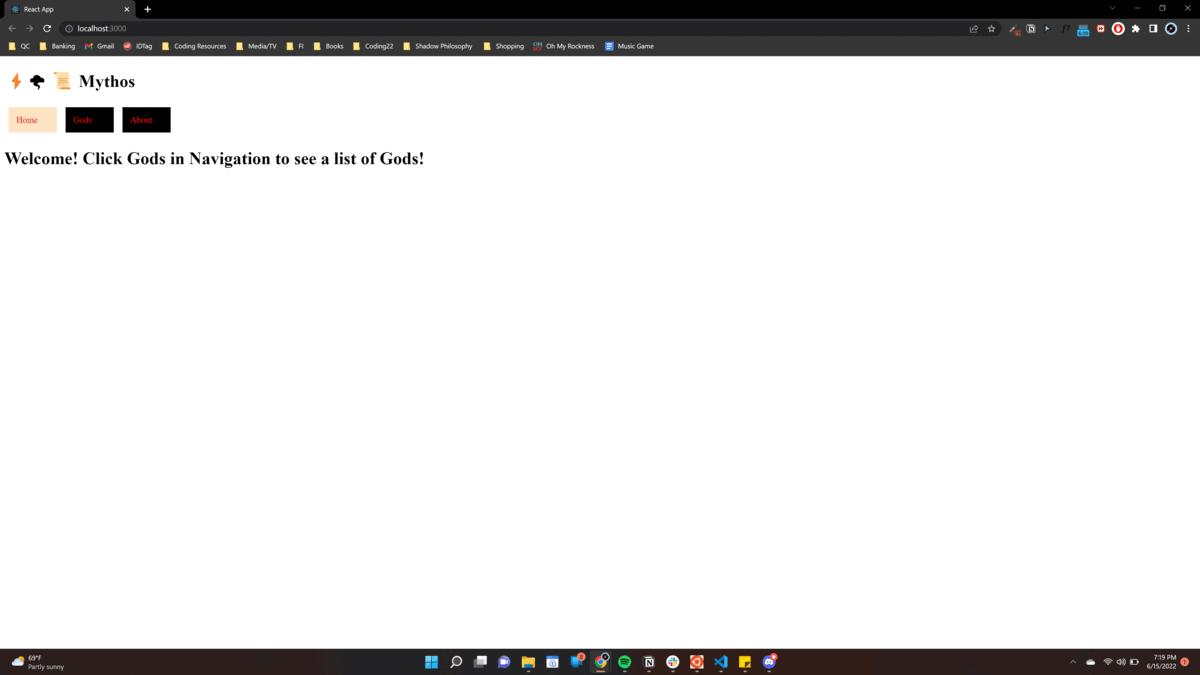 React App
localhost:3000
QC Banking Gmail IDTag Coding Resources Media/TV FI Books Coding22 Shadow Philosophy Shopping Oh My Rockness Music Game
Mythos
Home Gods About
Welcome! Click Gods in Navigation to see a list of Gods!
69°F
Partly sunny
7:19 PM
6/15/2022